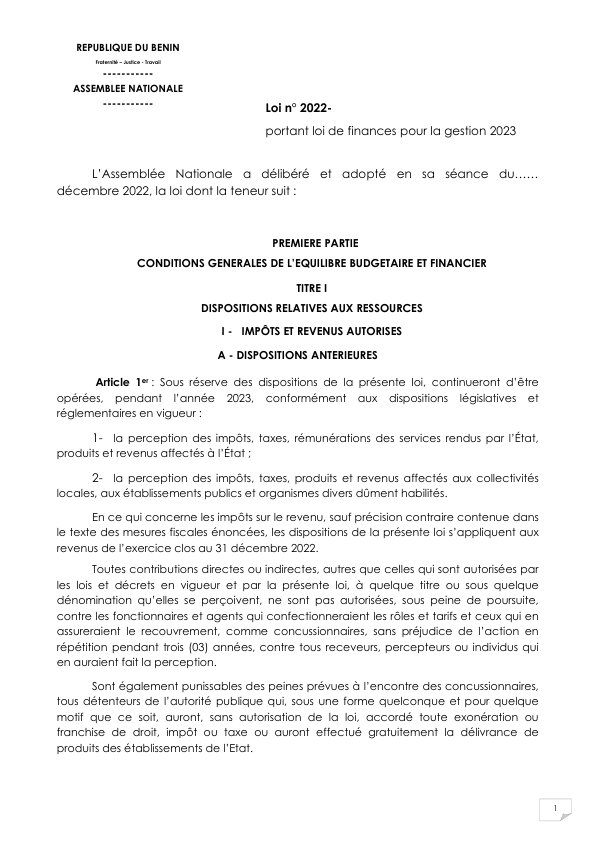 REPUBLIQUE DU BENIN
Fraternité – Justice - Travail
-----------
ASSEMBLEE NATIONALE
-----------
Loi n° 2022-
portant loi de finances pour la gestion 2023
L’Assemblée Nationale a délibéré et adopté en sa séance du……
décembre 2022, la loi dont la teneur suit :
PREMIERE PARTIE
CONDITIONS GENERALES DE L’EQUILIBRE BUDGETAIRE ET FINANCIER
TITRE I
DISPOSITIONS RELATIVES AUX RESSOURCES
I - IMPÔTS ET REVENUS AUTORISES
A - DISPOSITIONS ANTERIEURES
Article 1er : Sous réserve des dispositions de la présente loi, continueront d’être
opérées, pendant l’année 2023, conformément aux dispositions législatives et
réglementaires en vigueur :
1- la perception des impôts, taxes, rémunérations des services rendus par l’État,
produits et revenus affectés à l’État ;
2- la perception des impôts, taxes, produits et revenus affectés aux collectivités
locales, aux établissements publics et organismes divers dûment habilités.
En ce qui concerne les impôts sur le revenu, sauf précision contraire contenue dans
le texte des mesures fiscales énoncées, les dispositions de la présente loi s’appliquent aux
revenus de l’exercice clos au 31 décembre 2022.
Toutes contributions directes ou indirectes, autres que celles qui sont autorisées par
les lois et décrets en vigueur et par la présente loi, à quelque titre ou sous quelque
dénomination qu’elles se perçoivent, ne sont pas autorisées, sous peine de poursuite,
contre les fonctionnaires et agents qui confectionneraient les rôles et tarifs et ceux qui en
assureraient le recouvrement, comme concussionnaires, sans préjudice de l’action en
répétition pendant trois (03) années, contre tous receveurs, percepteurs ou individus qui
en auraient fait la perception.
Sont également punissables des peines prévues à l’encontre des concussionnaires,
tous détenteurs de l’autorité publique qui, sous une forme quelconque et pour quelque
motif que ce soit, auront, sans autorisation de la loi, accordé toute exonération ou
franchise de droit, impôt ou taxe ou auront effectué gratuitement la délivrance de
produits des établissements de l’Etat.
1